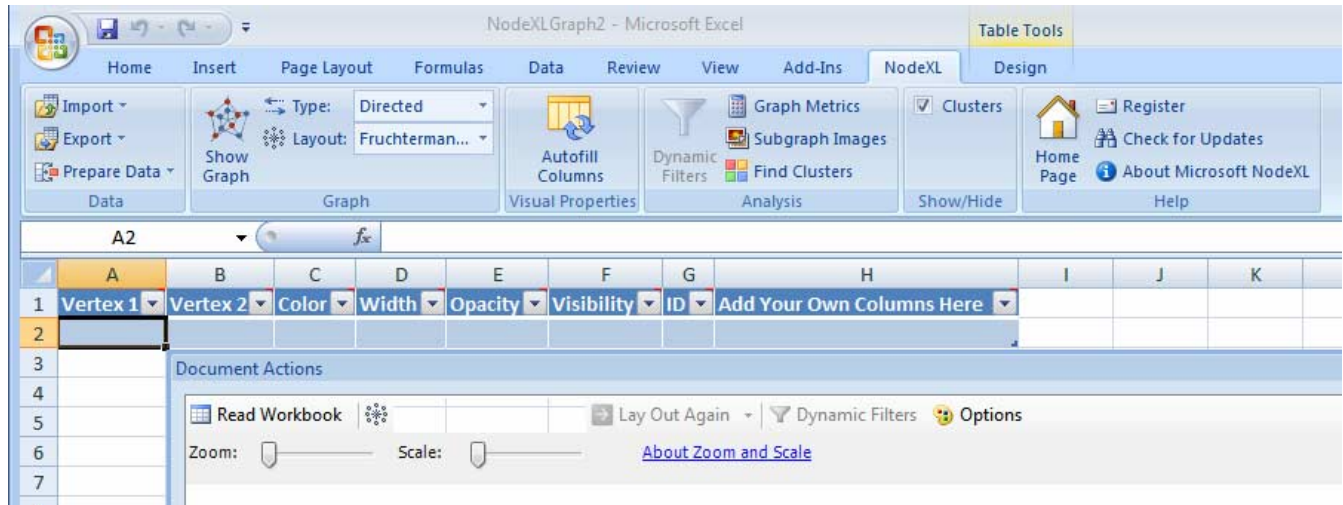 NodeXLGraph2 - Microsoft Excel
Table Tools
Home Insert Page Layout Formulas Data Review View Add-Ins NodeXL Design
Import
Export
Prepare Data
Data
Show Graph
Type: Directed
Layout: Fruchterman...
Graph
Autofill Columns
Visual Properties
Dynamic Filters
Graph Metrics
Subgraph Images
Find Clusters
Analysis
Clusters
Show/Hide
Home Page
Register
Check for Updates
About Microsoft NodeXL
Help
A2 fx
A B C D E F G H I J K
1 Vertex 1 Vertex 2 Color Width Opacity Visibility ID Add Your Own Columns Here
2
3
Document Actions
4
5 Read Workbook Lay Out Again Dynamic Filters Options
6 Zoom: Scale: About Zoom and Scale
7